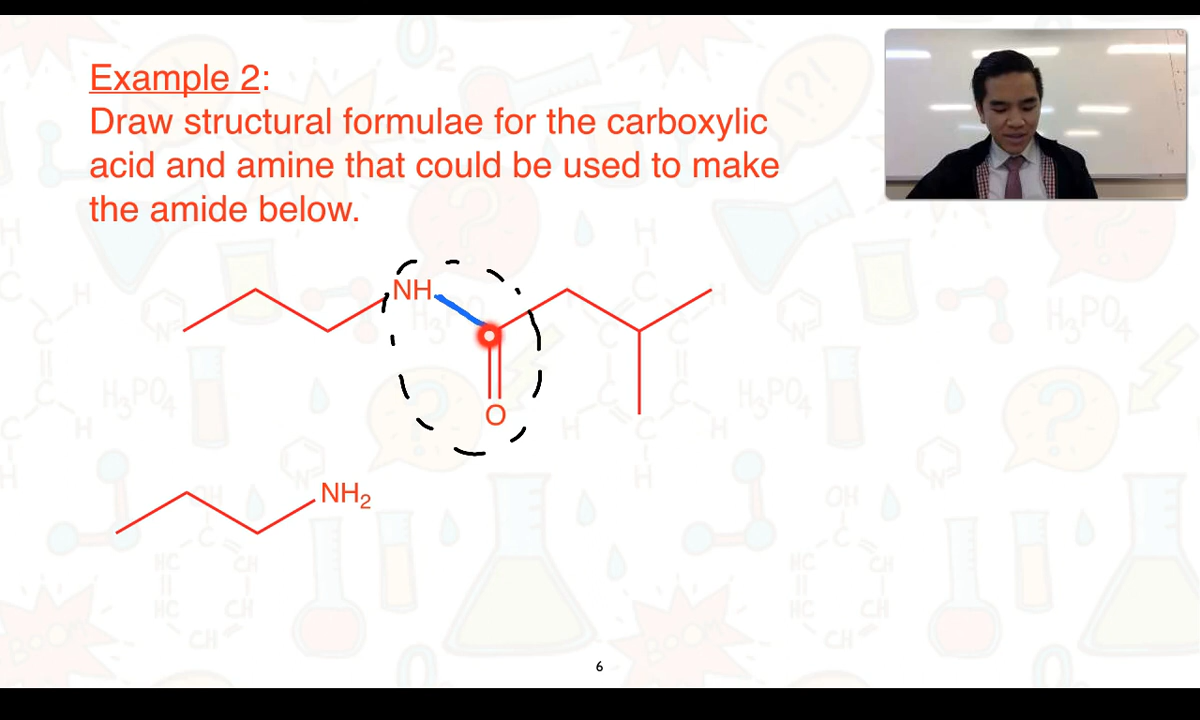 Example 2:
Draw structural formulae for the carboxylic
acid and amine that could be used to make
the amide below.
NH
O
NH₂
6